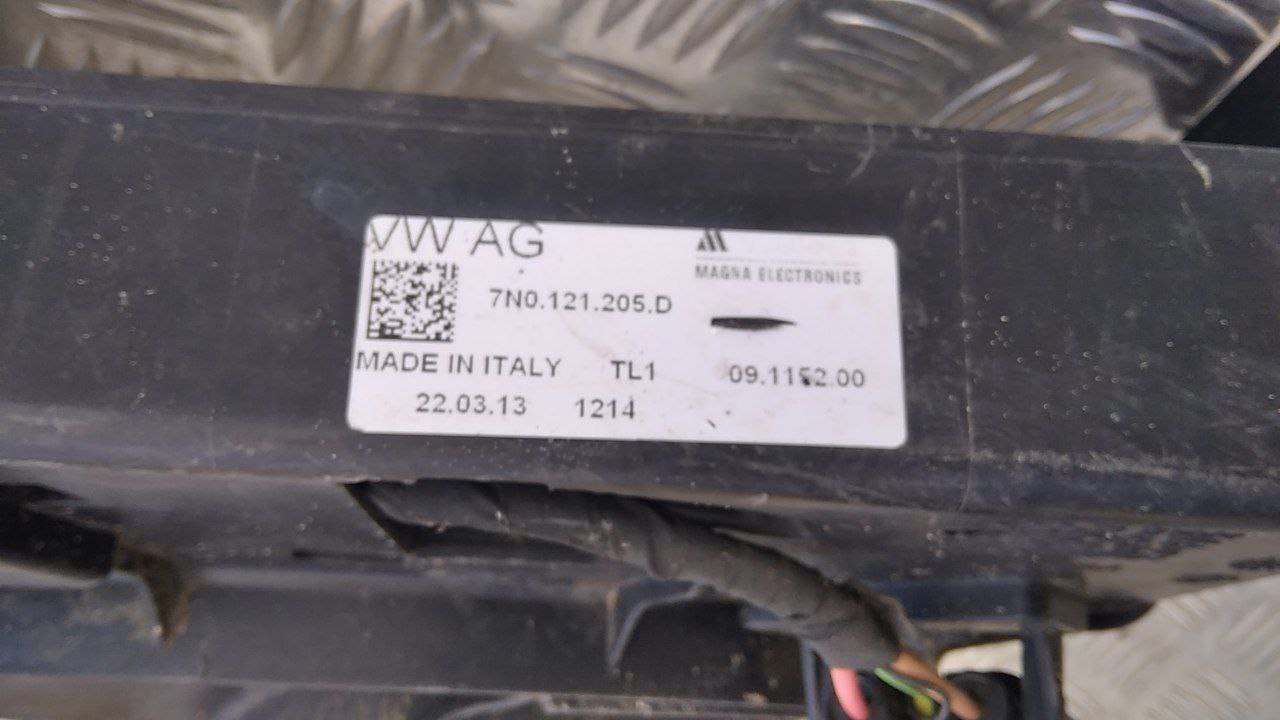 VW AG
MAGNA ELECTRONICS
7N0.121.205.D
MADE IN ITALY TL1
22.03.13 1214